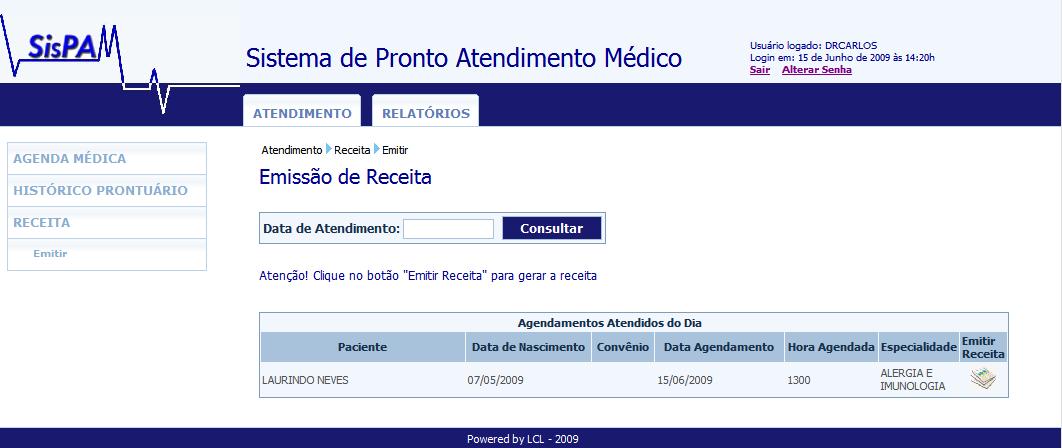 SisPA
Sistema de Pronto Atendimento Médico
Usuário logado: DRCARLOS
Login em: 15 de Junho de 2009 às 14:20h
Sair Alterar Senha
ATENDIMENTO RELATÓRIOS
AGENDA MÉDICA
HISTÓRICO PRONTUÁRIO
RECEITA
Emitir
Atendimento Receita Emitir
Emissão de Receita
Data de Atendimento: Consultar
Atenção! Clique no botão "Emitir Receita" para gerar a receita
Agendamentos Atendidos do Dia
Paciente Data de Nascimento Convênio Data Agendamento Hora Agendada Especialidade Emitir Receita
LAURINDO NEVES 07/05/2009 15/06/2009 1300 ALERGIA E IMUNOLOGIA
Powered by LCL - 2009